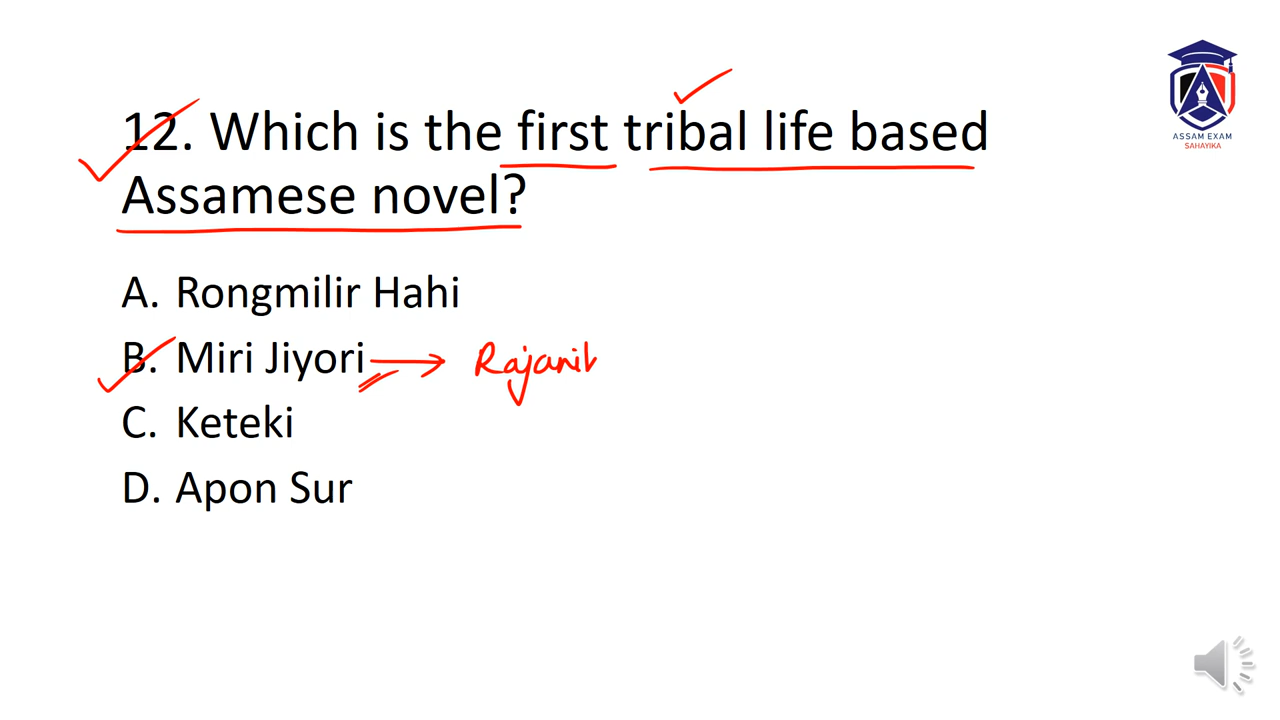 12. Which is the first tribal life based
Assamese novel?
A. Rongmilir Hahi
B. Miri Jiyori
C. Keteki
D. Apon Sur
ASSAM EXAM
SAHAYIKA